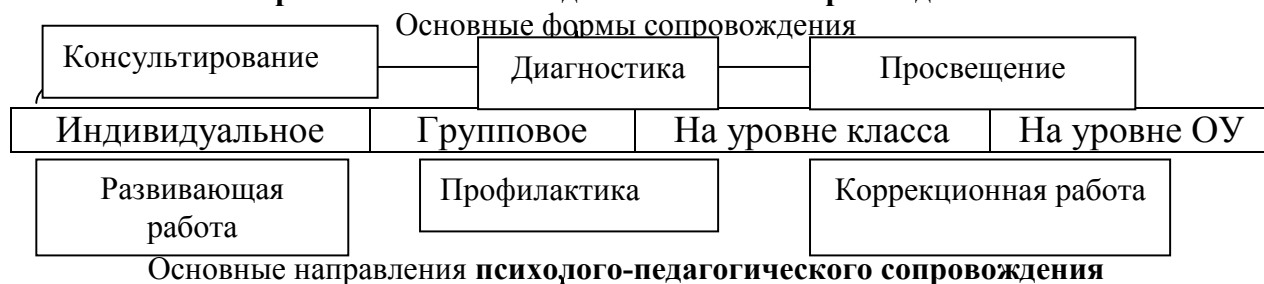 Основные формы сопровождения
Консультирование
Диагностика
Просвещение
Индивидуальное Групповое На уровне класса На уровне ОУ
Развивающая
работа
Профилактика
Коррекционная работа
Основные направления психолого-педагогического сопровождения